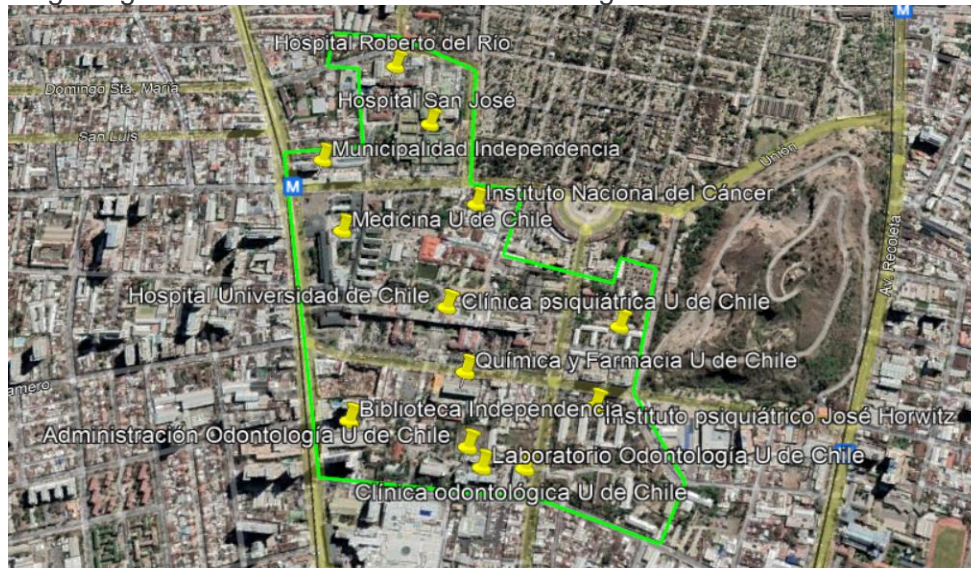 M
Hospital Roberto del Río
Domingo Sta. María
Hospital San José
San Luis
Municipalidad Independencia
Unión
M
Instituto Nacional del Cáncer
Medicina U de Chile
Av. Recoleta
Hospital Universidad de Chile
Clínica psiquiátrica U de Chile
Química y Farmacia U de Chile
amero
Biblioteca Independencia
Instituto psiquiátrico José Horwitz
Administración Odontología U de Chile
Laboratorio Odontología U de Chile
Clínica odontológica U de Chile